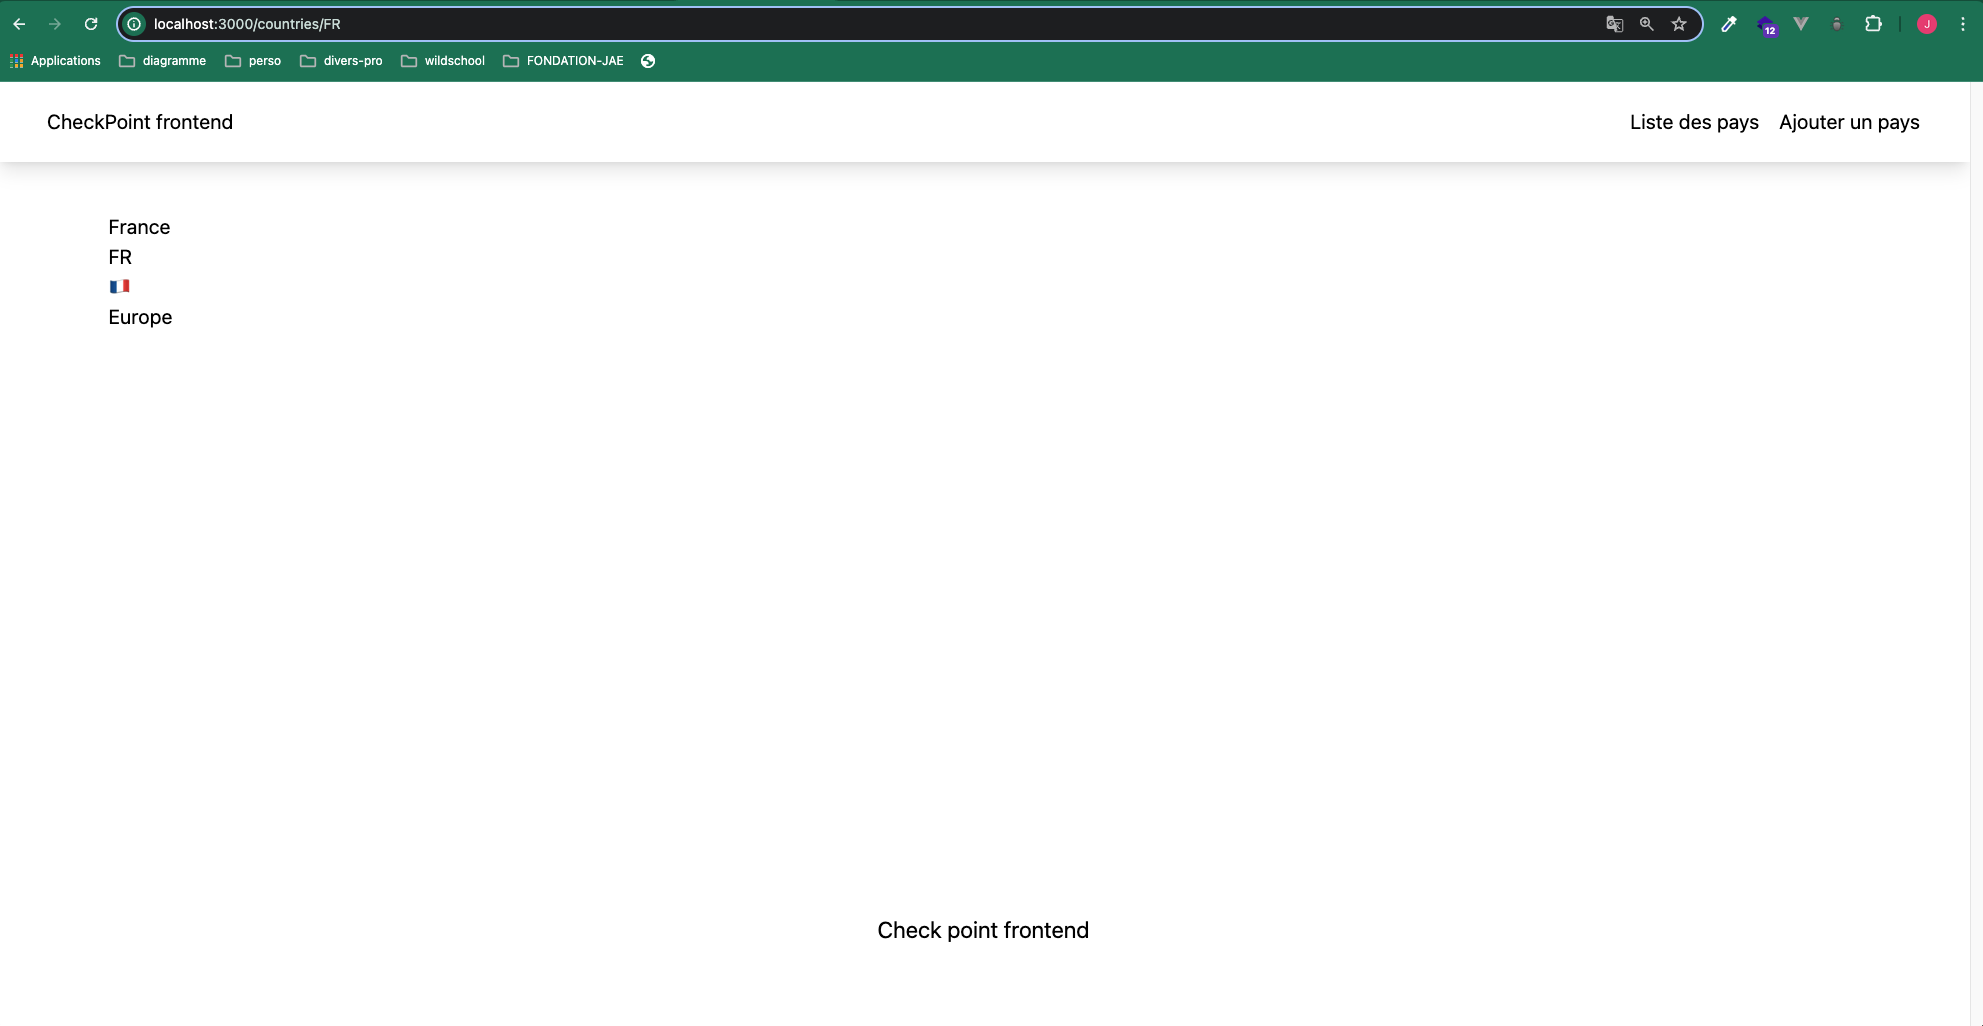 localhost:3000/countries/FR
12
J
Applications diagramme perso divers-pro wildschool FONDATION-JAE
CheckPoint frontend Liste des pays Ajouter un pays
France
FR
🇫🇷
Europe
Check point frontend